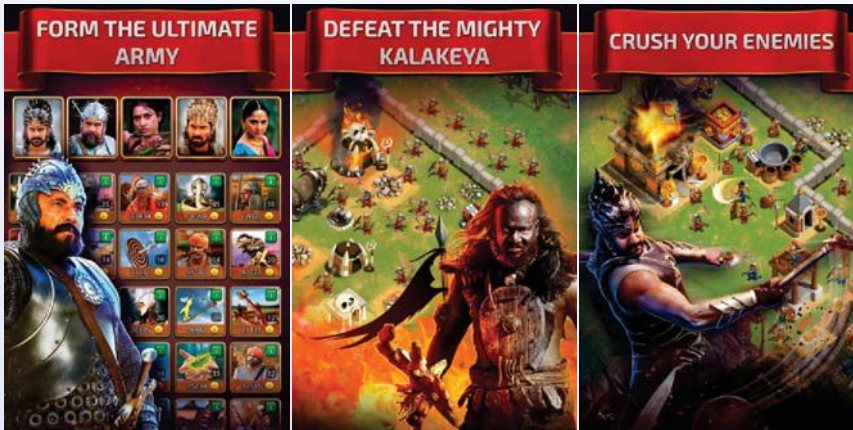 FORM THE ULTIMATE
ARMY
DEFEAT THE MIGHTY
KALAKEYA
CRUSH YOUR ENEMIES